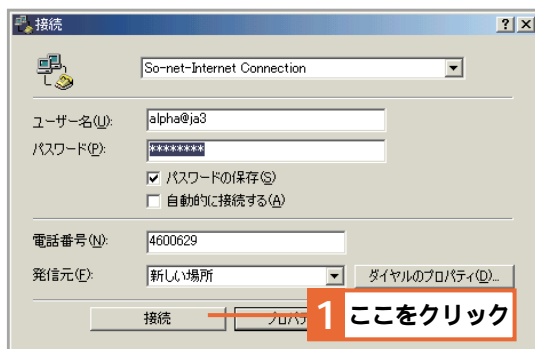 接続
So-net-Internet Connection
ユーザー名(U): alpha@ja3
パスワード(P): ********
パスワードの保存(S)
自動的に接続する(A)
電話番号(N): 4600629
発信元(F): 新しい場所 ダイヤルのプロパティ(D)...
接続
1 ここをクリック